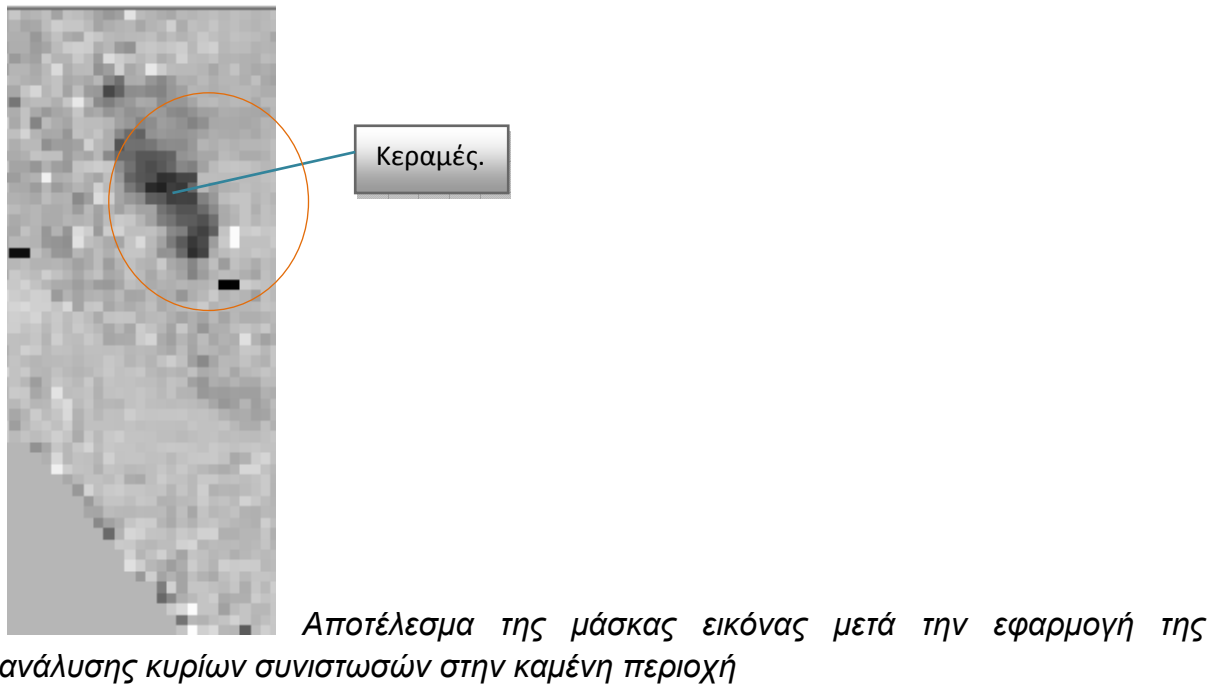 Κεραμές.
Αποτέλεσμα της μάσκας εικόνας μετά την εφαρμογή της
ανάλυσης κυρίων συνιστωσών στην καμένη περιοχή